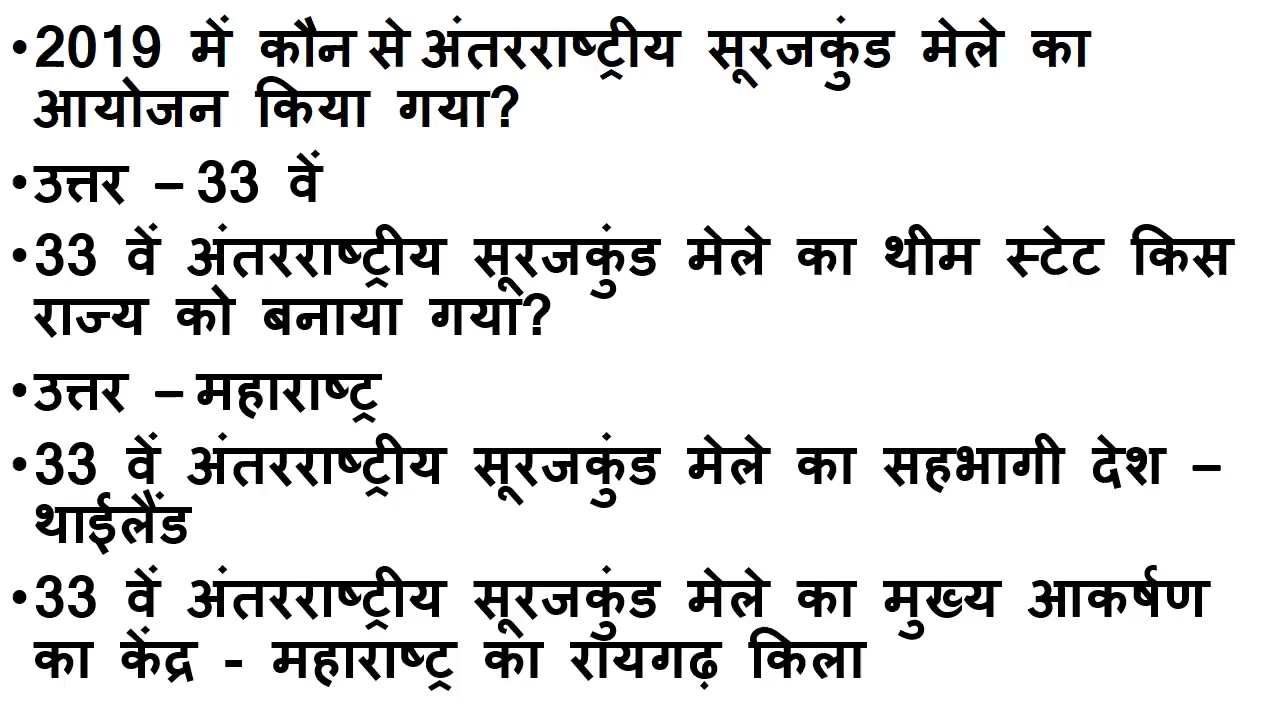 •2019 में कौन से अंतरराष्ट्रीय सूरजकुंड मेले का
आयोजन किया गया?
•उत्तर – 33 वें
•33 वें अंतरराष्ट्रीय सूरजकुंड मेले का थीम स्टेट किस
राज्य को बनाया गया?
•उत्तर – महाराष्ट्र
•33 वें अंतरराष्ट्रीय सूरजकुंड मेले का सहभागी देश –
थाईलैंड
•33 वें अंतरराष्ट्रीय सूरजकुंड मेले का मुख्य आकर्षण
का केंद्र - महाराष्ट्र का रायगढ़ किला